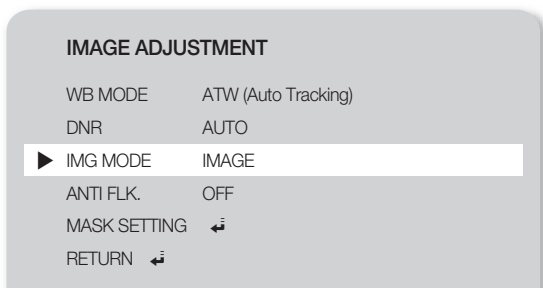 IMAGE ADJUSTMENT
WB MODE ATW (Auto Tracking)
DNR AUTO
IMG MODE IMAGE
ANTI FLK. OFF
MASK SETTING
RETURN